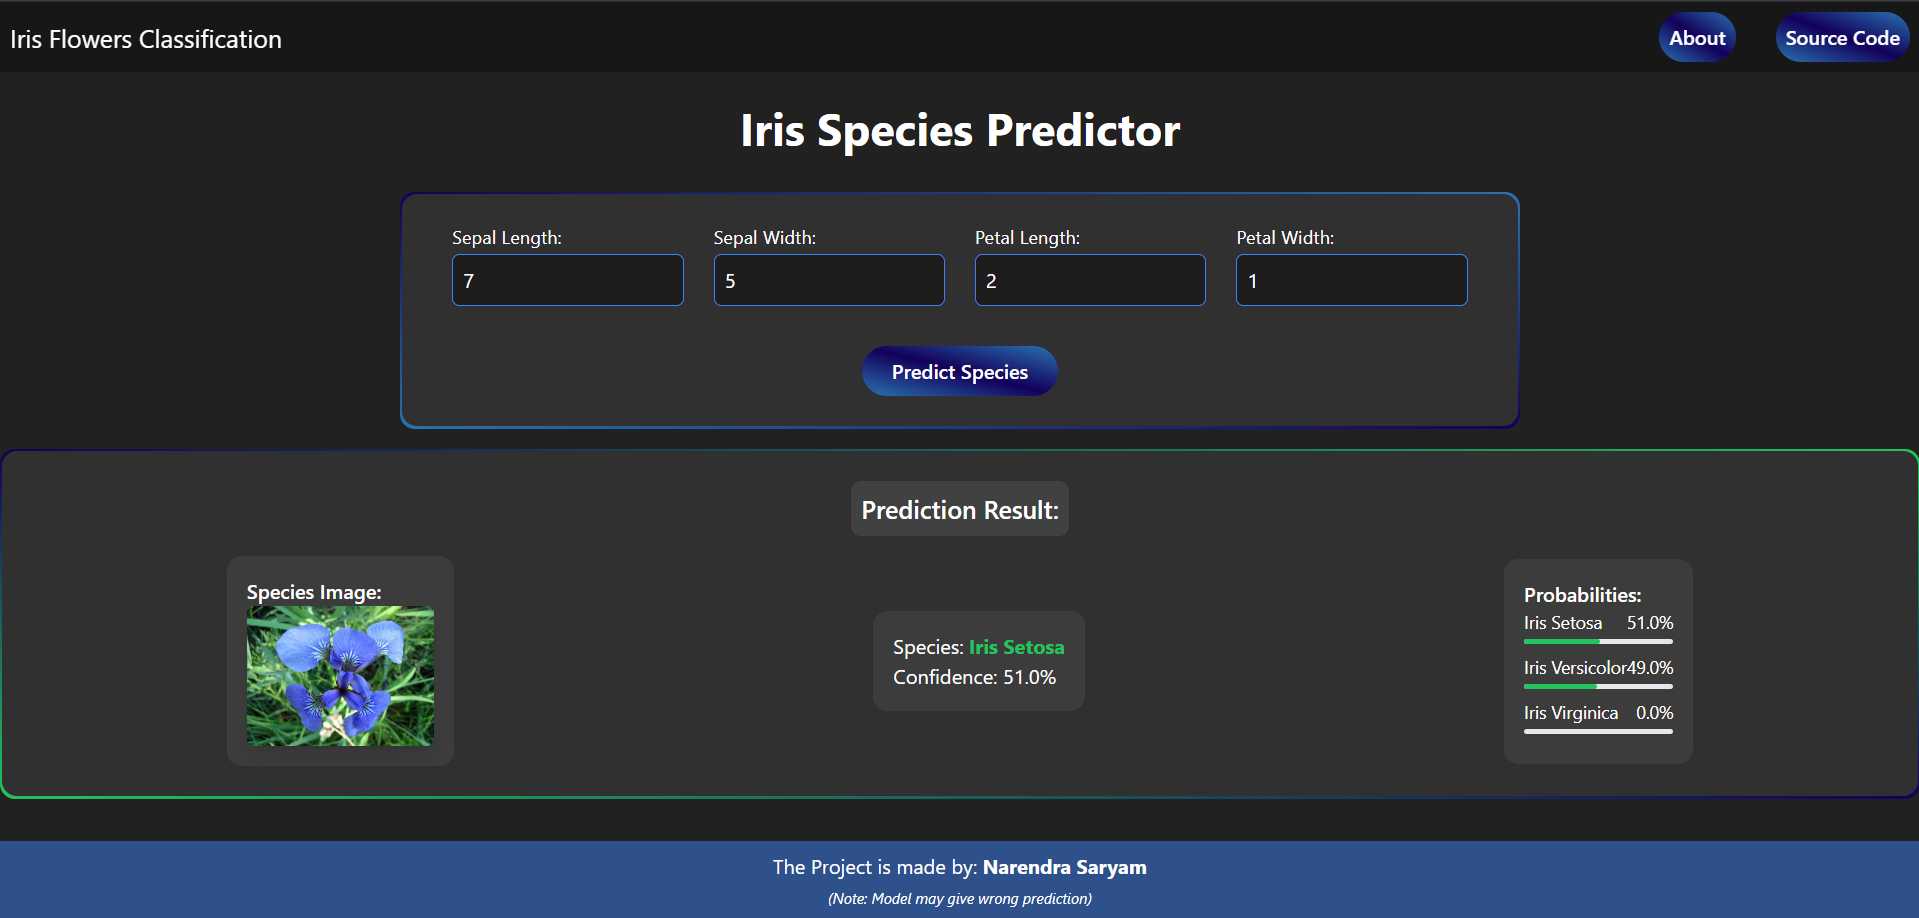 Iris Flowers Classification
About
Source Code
Iris Species Predictor
Sepal Length:
Sepal Width:
Petal Length:
Petal Width:
7
5
2
1
Predict Species
Prediction Result:
Species Image:
Species: Iris Setosa
Confidence: 51.0%
Probabilities:
Iris Setosa 51.0%
Iris Versicolor49.0%
Iris Virginica 0.0%
The Project is made by: Narendra Saryam
(Note: Model may give wrong prediction)